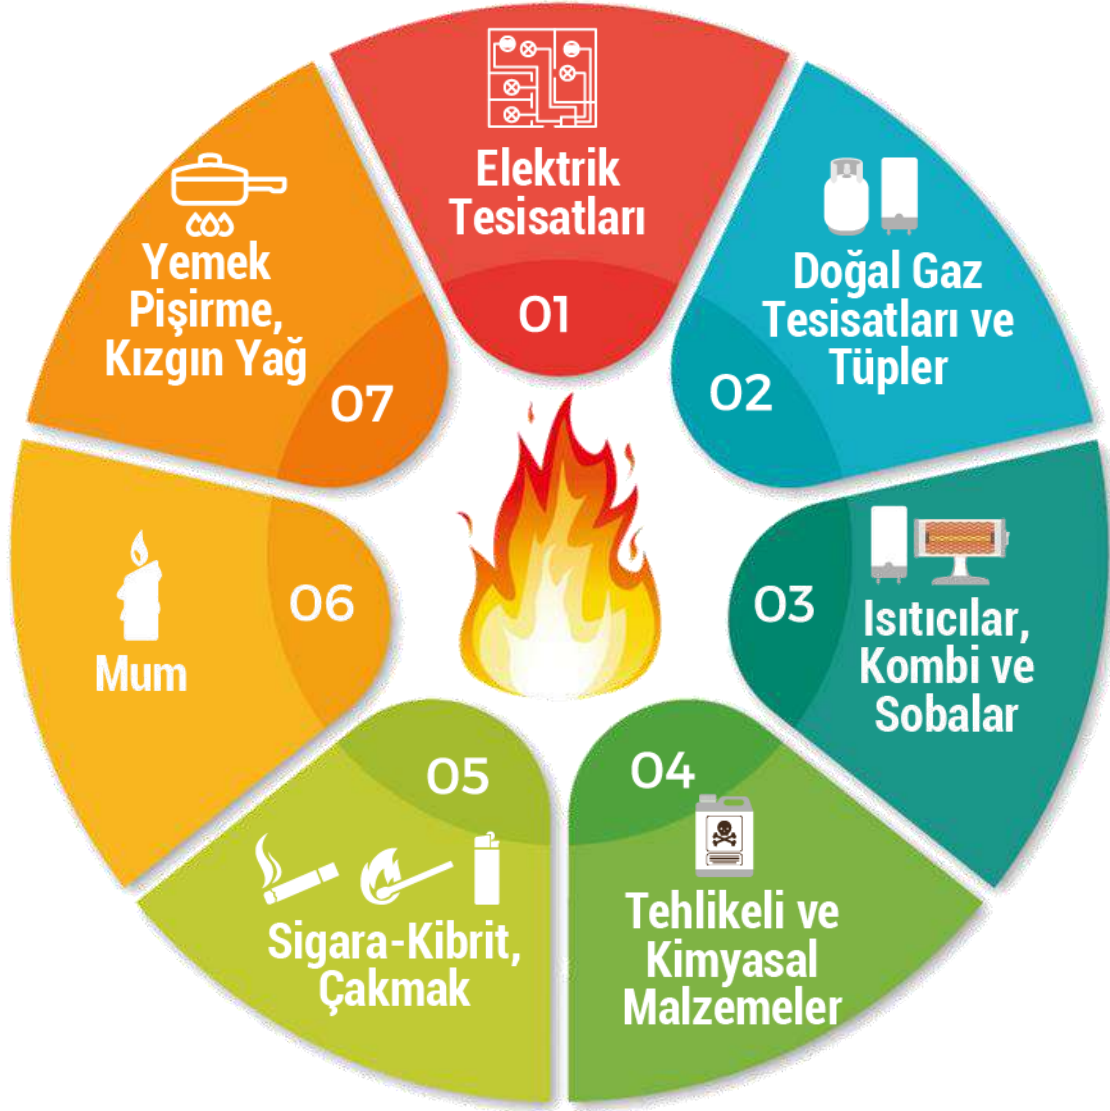 Elektrik
Tesisatları
01
Doğal Gaz
Tesisatları ve
Tüpler
02
Isıtıcılar,
Kombi ve
Sobalar
03
04
Tehlikeli ve
Kimyasal
Malzemeler
05
Sigara-Kibrit,
Çakmak
06
Mum
Yemek
Pişirme,
Kızgın Yağ
07